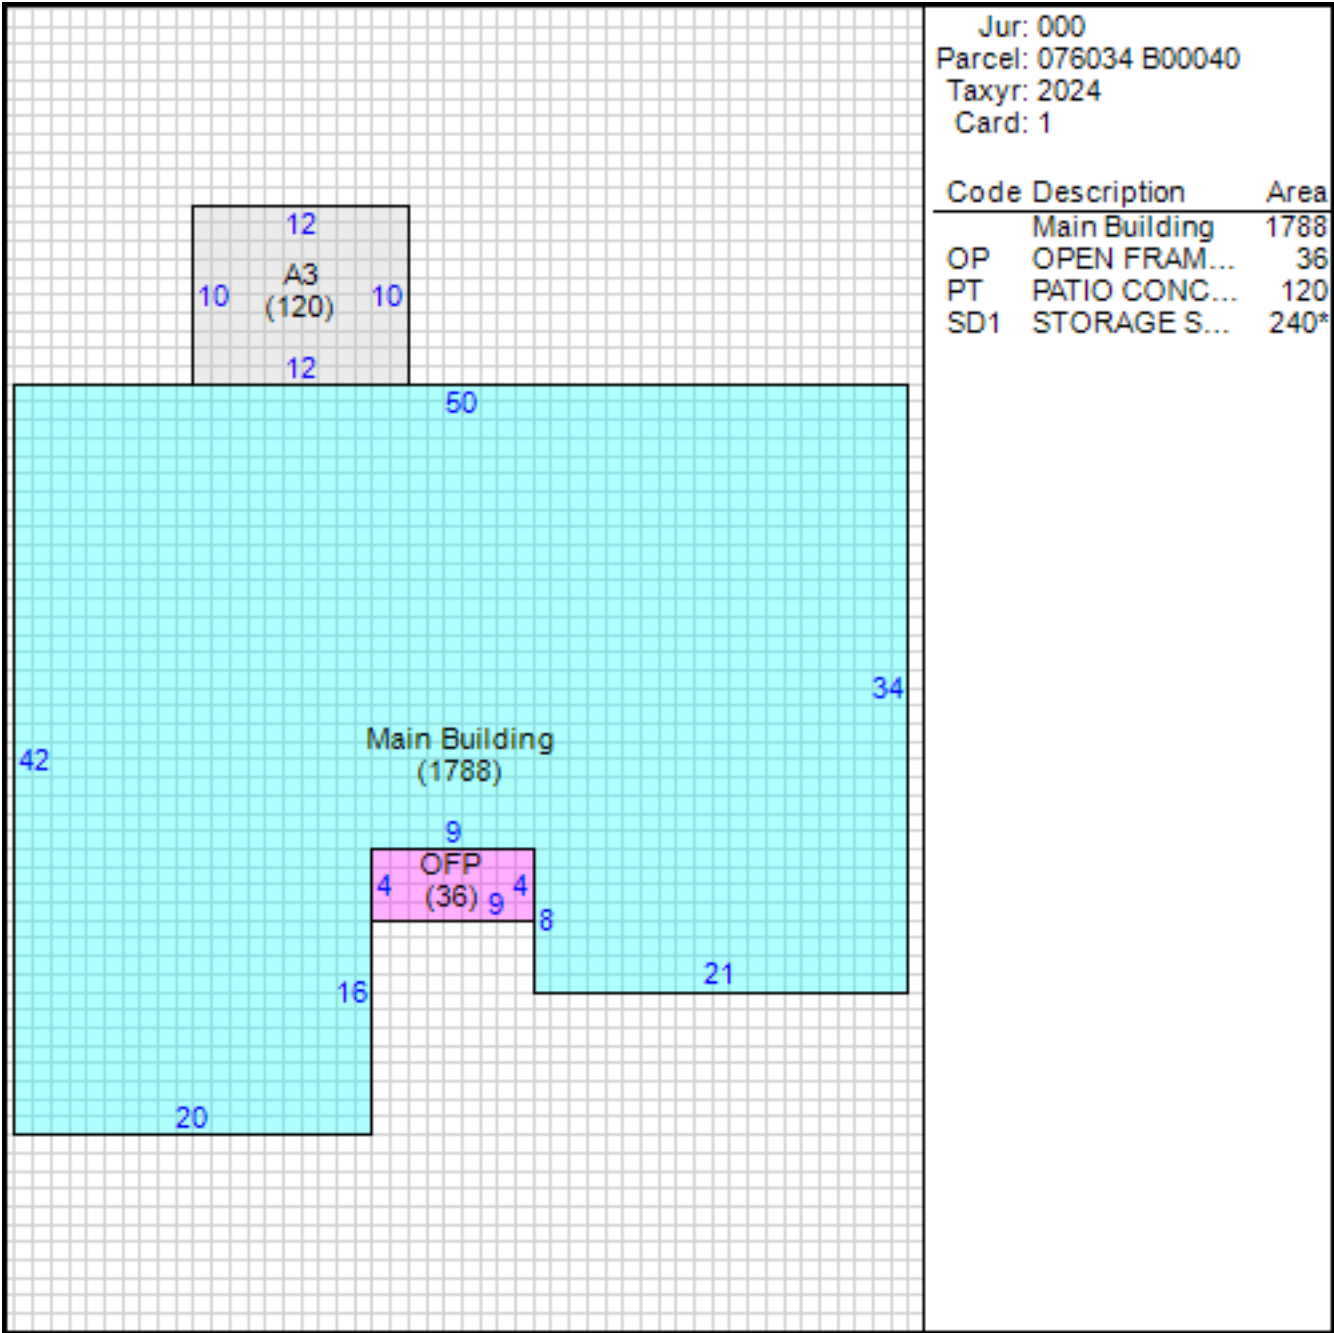 Jur: 000
Parcel: 076034 B00040
Taxyr: 2024
Card: 1
Code Description Area
Main Building 1788
OP OPEN FRAM... 36
PT PATIO CONC... 120
SD1 STORAGE S... 240*
12
A3
10 (120) 10
12
50
34
Main Building
42
(1788)
9
OFP
4 (36) 9 4
8
21
16
20